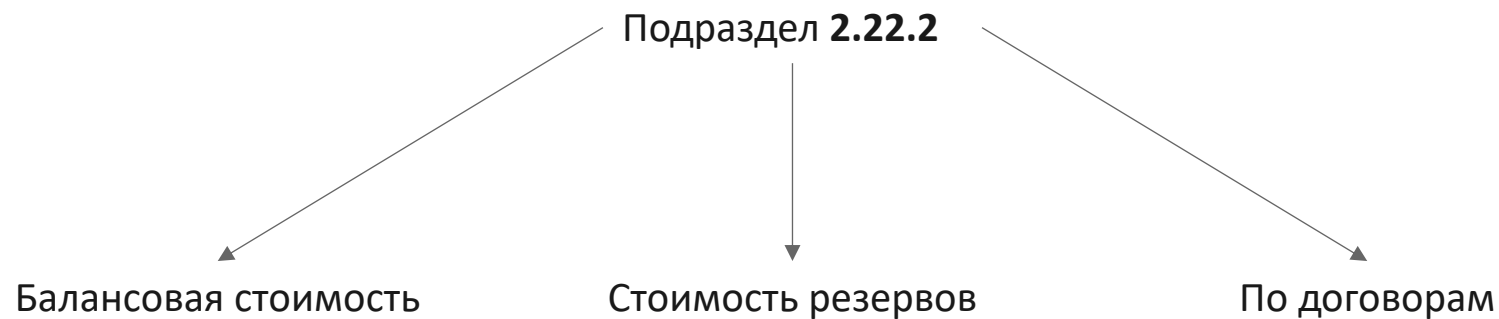 Подраздел 2.22.2
Балансовая стоимость
Стоимость резервов
По договорам